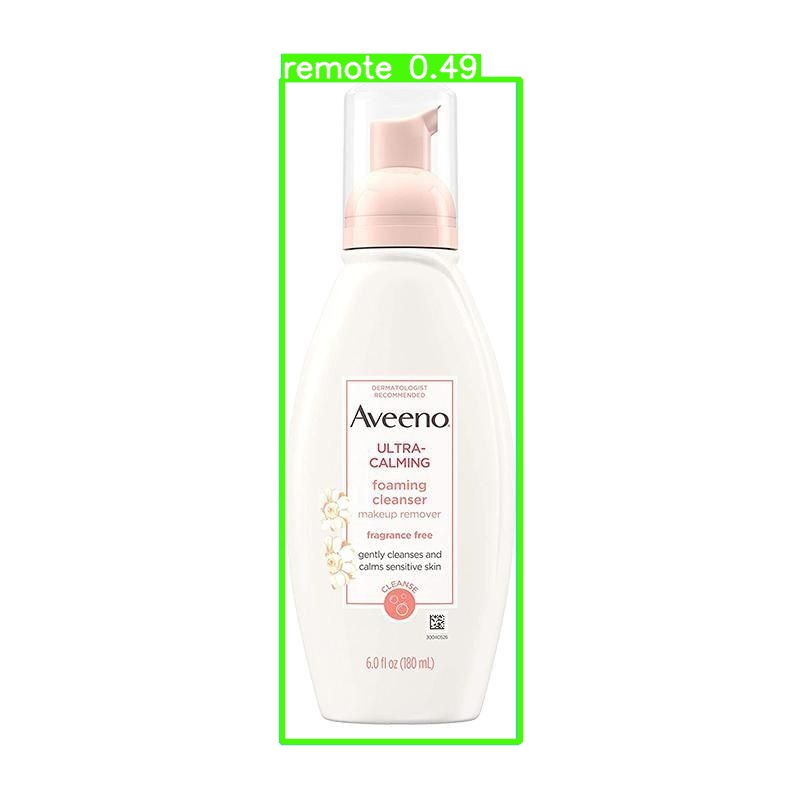 remote 0.49
DERMATOLOGIST
RECOMMENDED
Aveeno
ULTRA-
CALMING
foaming
cleanser
makeup remover
fragrance free
gently cleanses and
calms sensitive skin
CLEANSE
30040526
6.0 fl oz (180 mL)